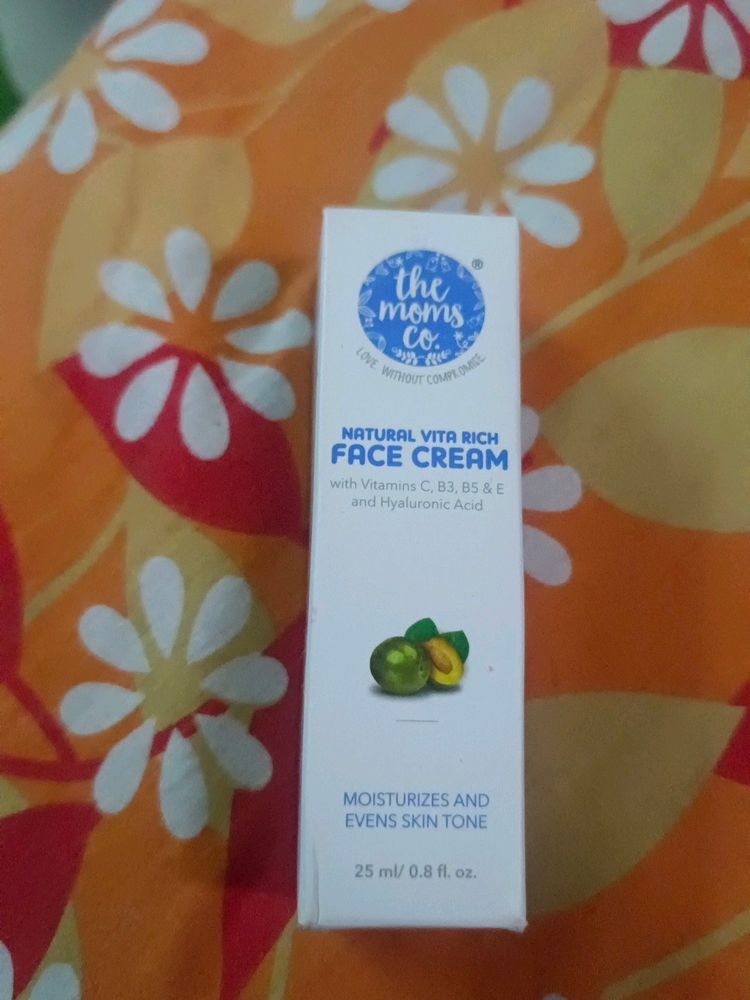 the
moms
co.
®
LOVE WITHOUT COMPROMISE
NATURAL VITA RICH
FACE CREAM
with Vitamins C, B3, B5 & E
and Hyaluronic Acid
MOISTURIZES AND
EVENS SKIN TONE
25 ml/ 0.8 fl. oz.